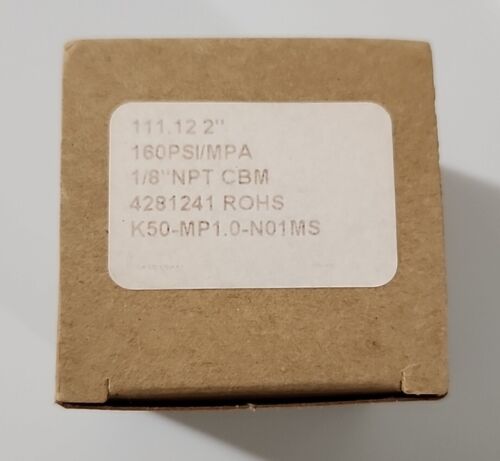 111.12 2"
160PSI/MPA
1/8"NPT CBM
4281241 ROHS
K50-MP1.0-N01MS